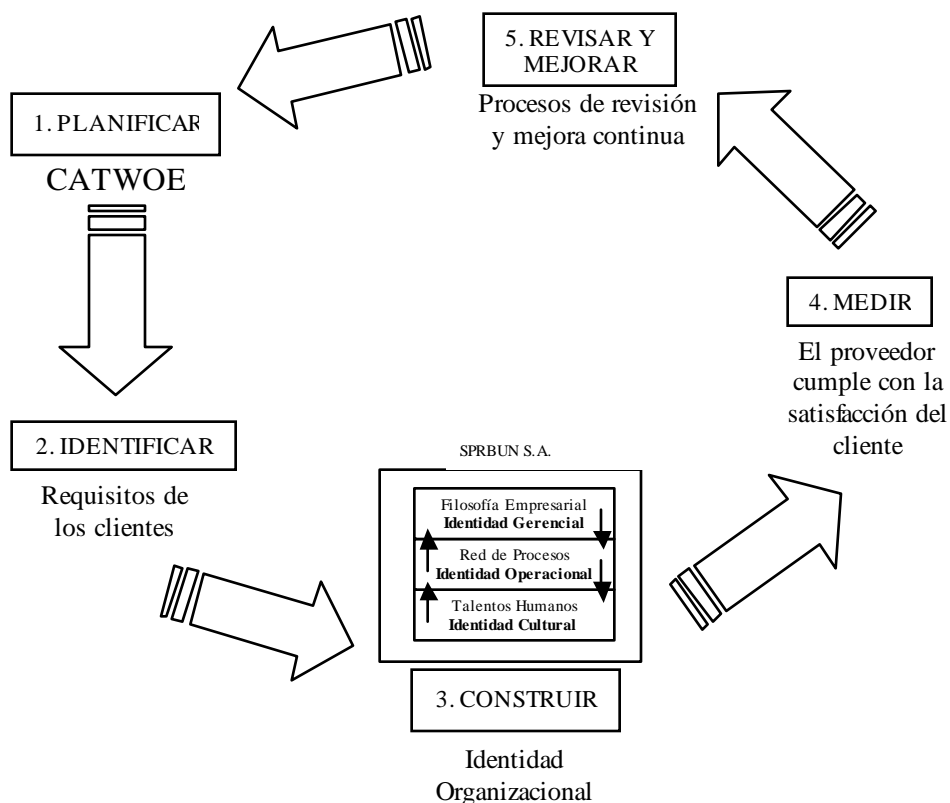 1. PLANIFICAR
CATWOE
2. IDENTIFICAR
Requisitos de
los clientes
SPRBUN S.A.
Filosofía Empresarial
Identidad Gerencial
Red de Procesos
Identidad Operacional
Talentos Humanos
Identidad Cultural
3. CONSTRUIR
Identidad
Organizacional
4. MEDIR
El proveedor
cumple con la
satisfacción del
cliente
5. REVISAR Y
MEJORAR
Procesos de revisión
y mejora continua